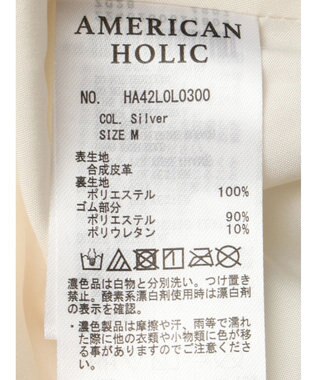 AMERICAN
HOLIC
NO. HA42L0L0300
COL. Silver
SIZE M
表生地
合成皮革
裏生地
ポリエステル 100%
ゴム部分
ポリエステル 90%
ポリウレタン 10%
濃色品は白物と分別洗い。つけ置き
禁止。酸素系漂白剤使用時は漂白剤
の表示を確認。
・濃色製品は摩擦や汗、雨等で濡れ
た際に他の衣類や小物類に色が移
る事がありますのでご注意くださ
い。